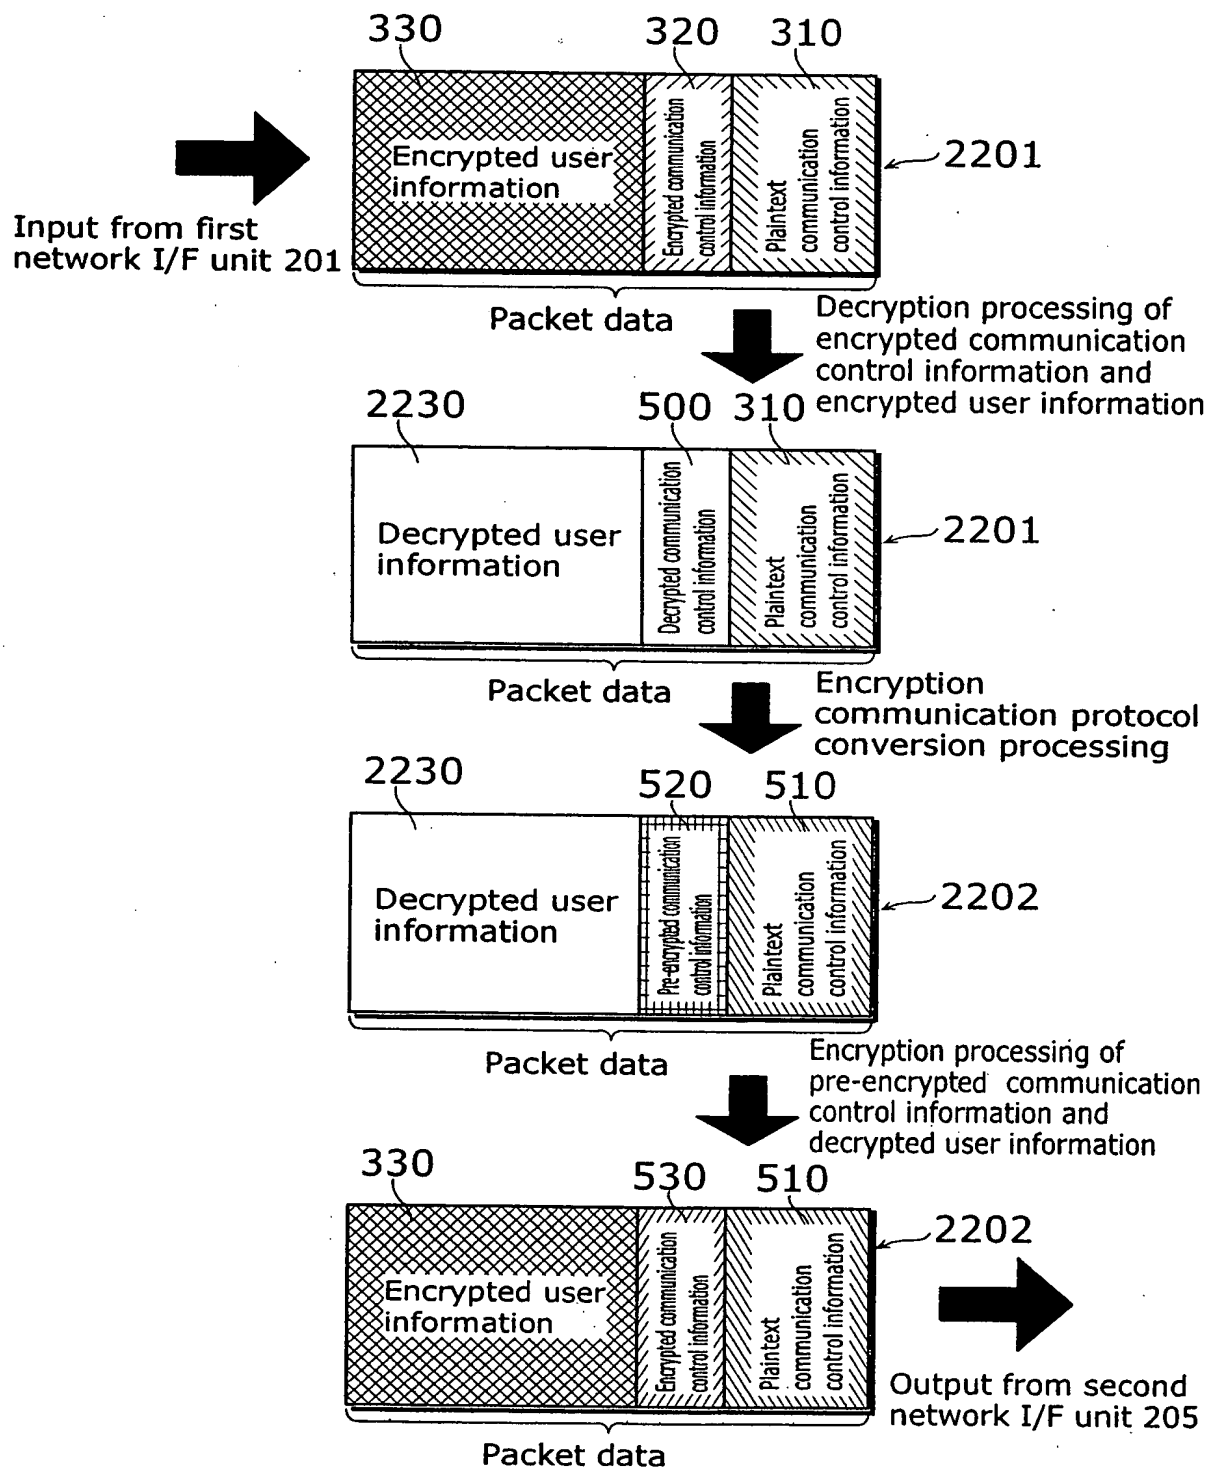 330
320
310
Encrypted user
information
Encrypted communication
control information
Plaintext
communication
control information
2201
Input from first
network I/F unit 201
Packet data
Decryption processing of
encrypted communication
control information and
encrypted user information
2230
500
310
Decrypted user
information
Decrypted communication
control information
Plaintext
communication
control information
2201
Packet data
Encryption
communication protocol
conversion processing
2230
520
510
Decrypted user
information
Pre-encrypted communication
control information
Plaintext
communication
control information
2202
Packet data
Encryption processing of
pre-encrypted communication
control information and
decrypted user information
330
530
510
Encrypted user
information
Encrypted communication
control information
Plaintext
communication
control information
2202
Output from second
network I/F unit 205
Packet data